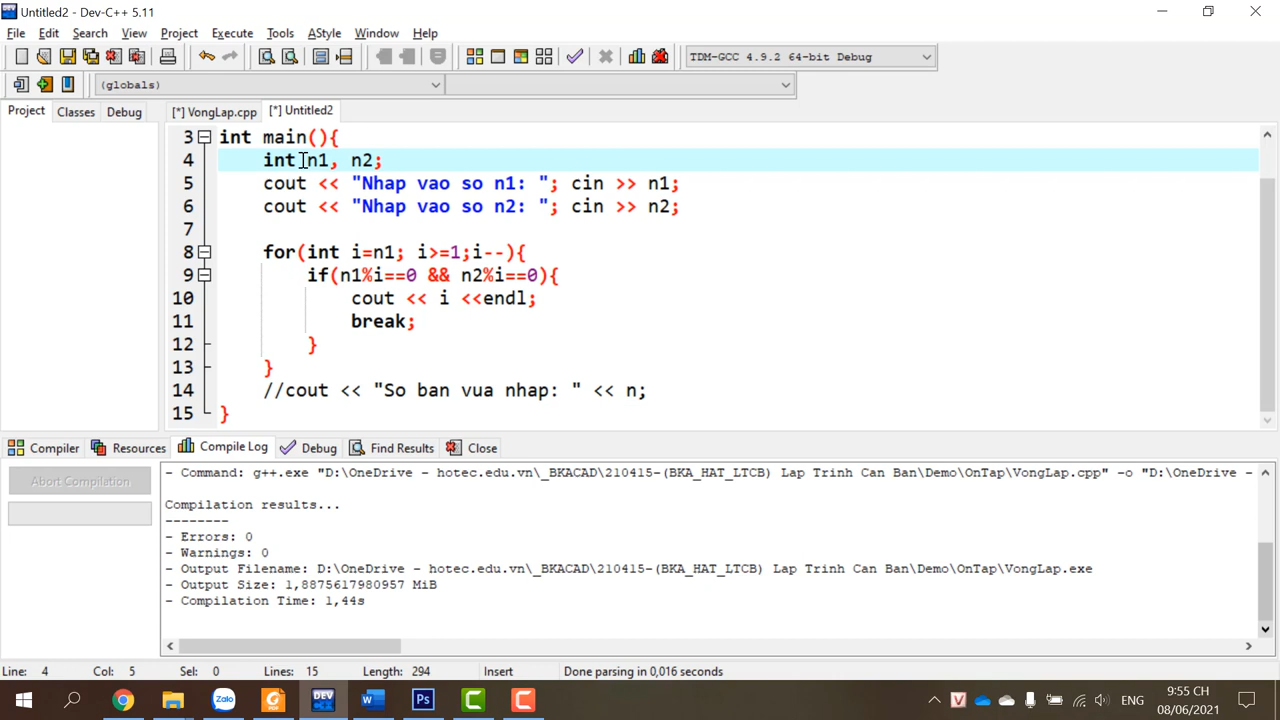 Untitled2 - Dev-C++ 5.11
File Edit Search View Project Execute Tools AStyle Window Help
TDM-GCC 4.9.2 64-bit Debug
(globals)
Project Classes Debug [*] VongLap.cpp [*] Untitled2
3 int main(){
4 int n1, n2;
5 cout << "Nhap vao so n1: "; cin >> n1;
6 cout << "Nhap vao so n2: "; cin >> n2;
7
8 for(int i=n1; i>=1;i--){
9 if(n1%i==0 && n2%i==0){
10 cout << i <<endl;
11 break;
12 }
13 }
14 //cout << "So ban vua nhap: " << n;
15 }
Compiler Resources Compile Log Debug Find Results Close
Abort Compilation
- Command: g++.exe "D:\OneDrive - hotec.edu.vn\_BKACAD\210415-(BKA_HAT_LTCB) Lap Trinh Can Ban\Demo\OnTap\VongLap.cpp" -o "D:\OneDrive -
Compilation results...
--------
- Errors: 0
- Warnings: 0
- Output Filename: D:\OneDrive - hotec.edu.vn\_BKACAD\210415-(BKA_HAT_LTCB) Lap Trinh Can Ban\Demo\OnTap\VongLap.exe
- Output Size: 1,8875617980957 MiB
- Compilation Time: 1,44s
Line: 4 Col: 5 Sel: 0 Lines: 15 Length: 294 Insert Done parsing in 0,016 seconds
ENG 9:55 CH
08/06/2021